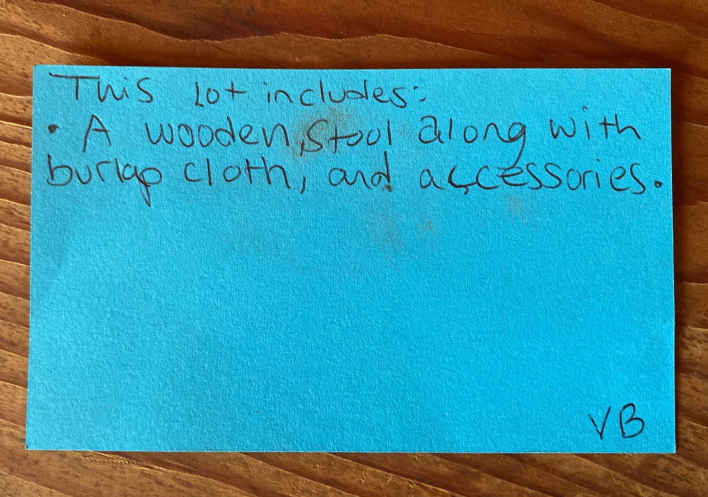 This Lot includes:
• A wooden stool along with
burlap cloth, and accessories.
VB